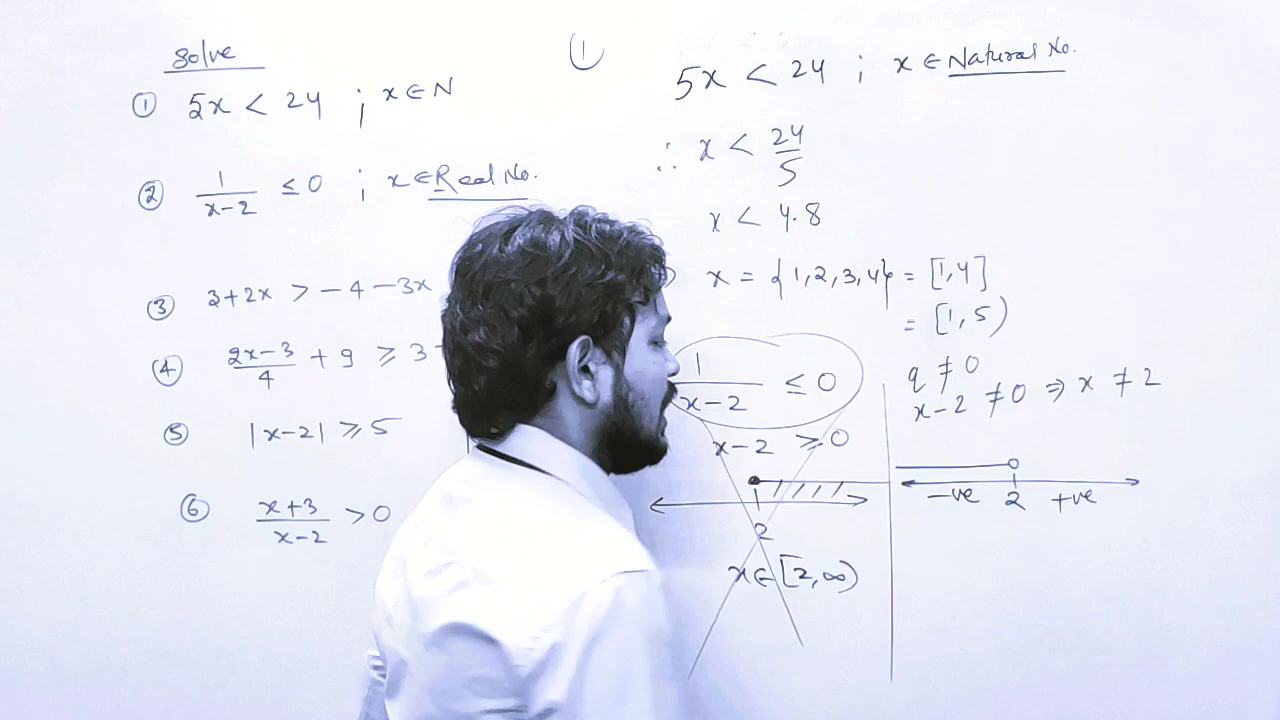 Solve
① 5x < 24 ; x ∈ N
② 1/(x-2) ≤ 0 ; x ∈ Real No.
③ 3+2x > -4-3x
④ (2x-3)/4 + 9 ≥ 3
⑤ |x-2| ≥ 5
⑥ (x+3)/(x-2) > 0
①
5x < 24 ; x ∈ Natural No.
∴ x < 24/5
x < 4.8
x = {1,2,3,4} = [1,4]
= [1,5)
1/(x-2) ≤ 0
x-2 ≥ 0
2
x ∈ [2,∞)
q ≠ 0
x-2 ≠ 0 ⇒ x ≠ 2
-ve 2 +ve